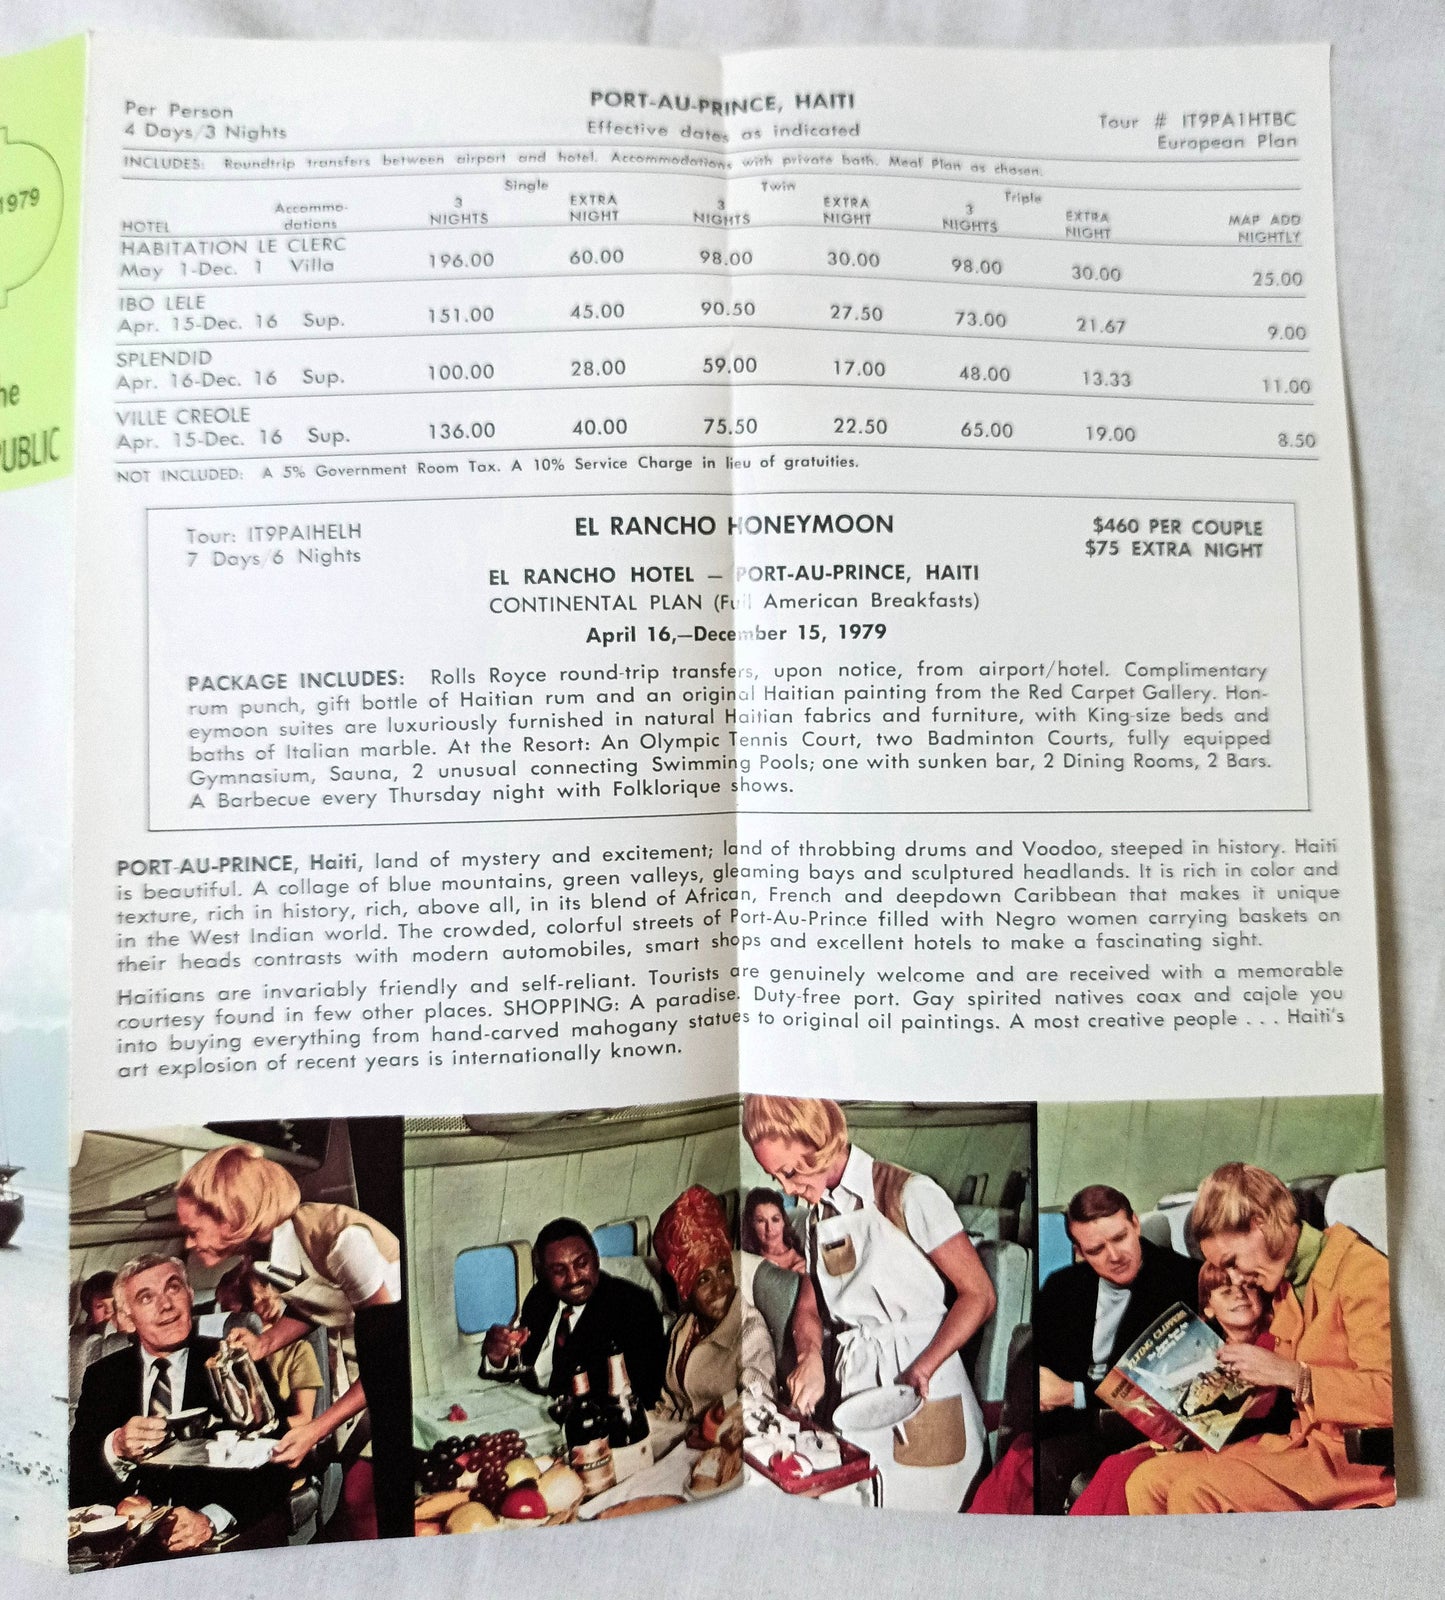 1979
he
PUBLIC
Per Person
4 Days/3 Nights
PORT-AU-PRINCE, HAITI
Effective dates as indicated
Tour # IT9PA1HTBC
European Plan
INCLUDES: Roundtrip transfers between airport and hotel. Accommodations with private bath. Meal Plan as chosen.
Single Twin Triple
HOTEL Accommo-dations 3 NIGHTS EXTRA NIGHT 3 NIGHTS EXTRA NIGHT 3 NIGHTS EXTRA NIGHT MAP ADD NIGHTLY
HABITATION LE CLERC
May 1-Dec. 1 Villa 196.00 60.00 98.00 30.00 98.00 30.00 25.00
IBO LELE
Apr. 15-Dec. 16 Sup. 151.00 45.00 90.50 27.50 73.00 21.67 9.00
SPLENDID
Apr. 16-Dec. 16 Sup. 100.00 28.00 59.00 17.00 48.00 13.33 11.00
VILLE CREOLE
Apr. 15-Dec. 16 Sup. 136.00 40.00 75.50 22.50 65.00 19.00 8.50
NOT INCLUDED: A 5% Government Room Tax. A 10% Service Charge in lieu of gratuities.
Tour: IT9PAIHELH
7 Days/6 Nights
EL RANCHO HONEYMOON
$460 PER COUPLE
$75 EXTRA NIGHT
EL RANCHO HOTEL – PORT-AU-PRINCE, HAITI
CONTINENTAL PLAN (Full American Breakfasts)
April 16,–December 15, 1979
PACKAGE INCLUDES: Rolls Royce round-trip transfers, upon notice, from airport/hotel. Complimentary
rum punch, gift bottle of Haitian rum and an original Haitian painting from the Red Carpet Gallery. Hon-
eymoon suites are luxuriously furnished in natural Haitian fabrics and furniture, with King-size beds and
baths of Italian marble. At the Resort: An Olympic Tennis Court, two Badminton Courts, fully equipped
Gymnasium, Sauna, 2 unusual connecting Swimming Pools; one with sunken bar, 2 Dining Rooms, 2 Bars.
A Barbecue every Thursday night with Folklorique shows.
PORT-AU-PRINCE, Haiti, land of mystery and excitement; land of throbbing drums and Voodoo, steeped in history. Haiti
is beautiful. A collage of blue mountains, green valleys, gleaming bays and sculptured headlands. It is rich in color and
texture, rich in history, rich, above all, in its blend of African, French and deepdown Caribbean that makes it unique
in the West Indian world. The crowded, colorful streets of Port-Au-Prince filled with Negro women carrying baskets on
their heads contrasts with modern automobiles, smart shops and excellent hotels to make a fascinating sight.
Haitians are invariably friendly and self-reliant. Tourists are genuinely welcome and are received with a memorable
courtesy found in few other places. SHOPPING: A paradise. Duty-free port. Gay spirited natives coax and cajole you
into buying everything from hand-carved mahogany statues to original oil paintings. A most creative people . . . Haiti's
art explosion of recent years is internationally known.
FLYING CLIPPERS